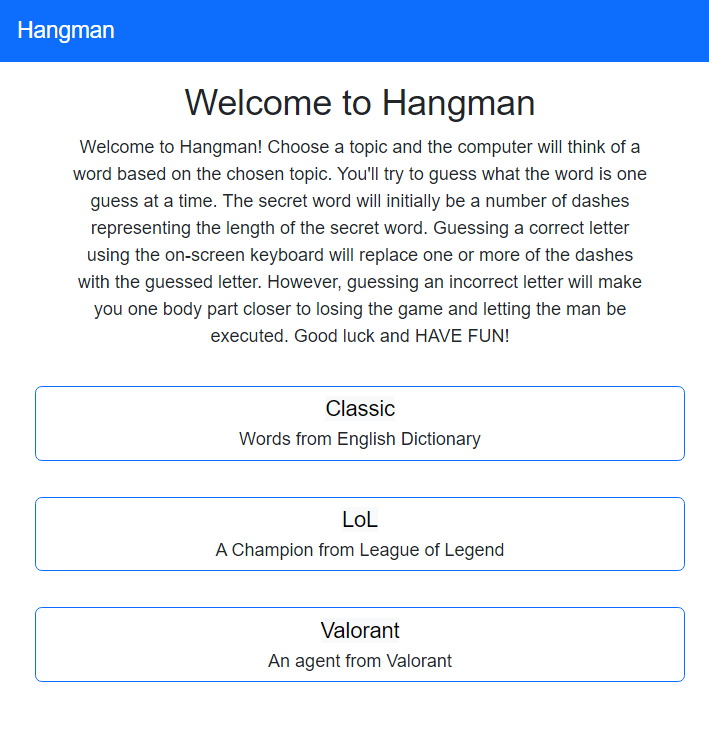 Hangman
Welcome to Hangman
Welcome to Hangman! Choose a topic and the computer will think of a
word based on the chosen topic. You'll try to guess what the word is one
guess at a time. The secret word will initially be a number of dashes
representing the length of the secret word. Guessing a correct letter
using the on-screen keyboard will replace one or more of the dashes
with the guessed letter. However, guessing an incorrect letter will make
you one body part closer to losing the game and letting the man be
executed. Good luck and HAVE FUN!
Classic
Words from English Dictionary
LoL
A Champion from League of Legend
Valorant
An agent from Valorant